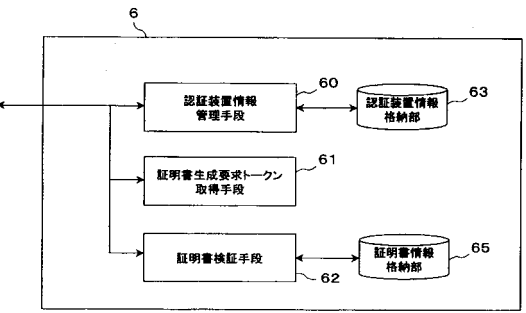 6
60
認証装置情報
管理手段
認証装置情報
格納部
63
61
証明書生成要求トークン
取得手段
証明書検証手段
62
証明書情報
格納部
65